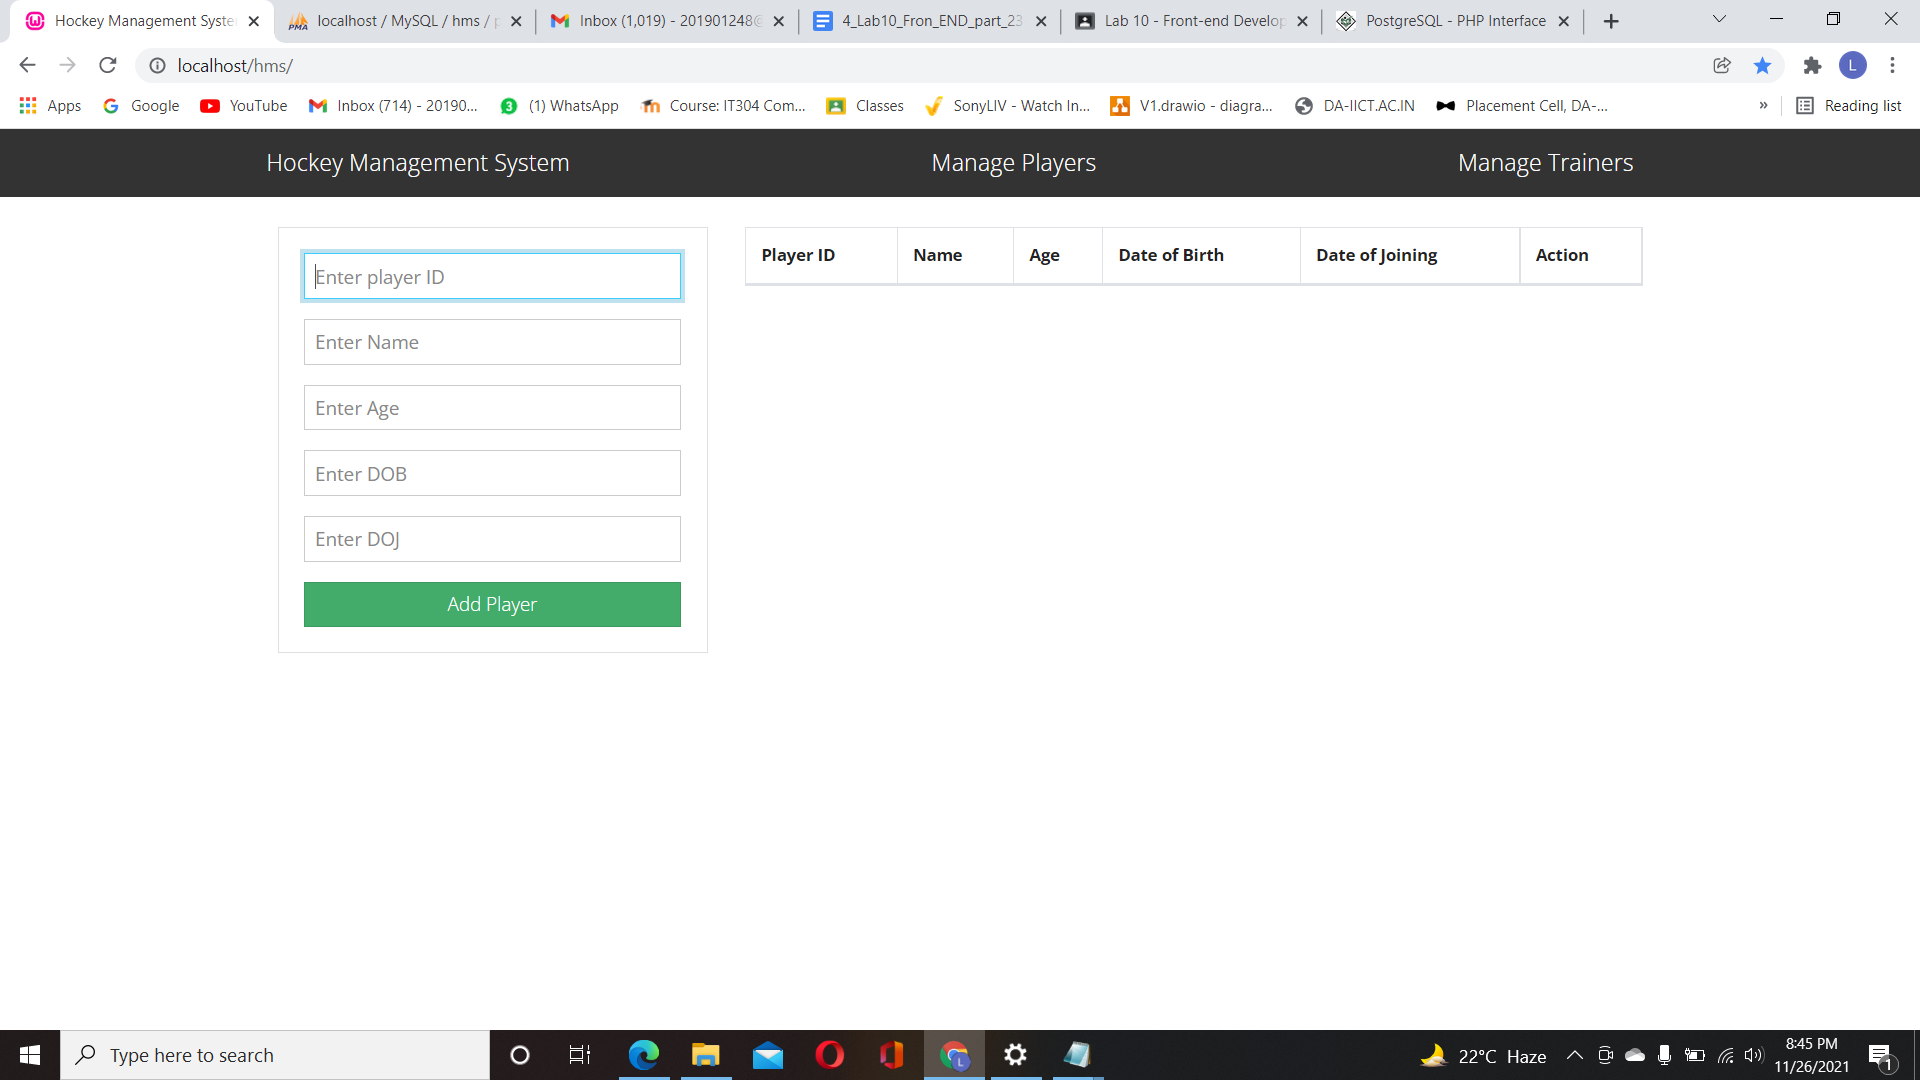 Hockey Management Syste
localhost / MySQL / hms / p
Inbox (1,019) - 201901248@
4_Lab10_Fron_END_part_23
Lab 10 - Front-end Develop
PostgreSQL - PHP Interface
localhost/hms/
L
Apps
Google
YouTube
Inbox (714) - 20190...
3
(1) WhatsApp
Course: IT304 Com...
Classes
SonyLIV - Watch In...
V1.drawio - diagra...
DA-IICT.AC.IN
Placement Cell, DA-...
»
Reading list
Hockey Management System
Manage Players
Manage Trainers
Enter player ID
Enter Name
Enter Age
Enter DOB
Enter DOJ
Add Player
Player ID
Name
Age
Date of Birth
Date of Joining
Action
Type here to search
L
22°C Haze
8:45 PM
11/26/2021
1